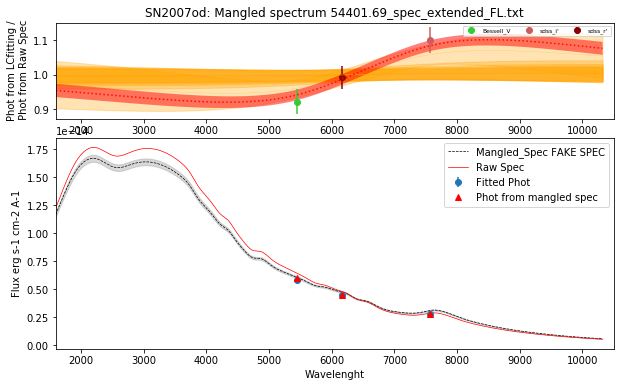 SN2007od: Mangled spectrum 54401.69_spec_extended_FL.txt
Phot from LCfitting /
Phot from Raw Spec
1.1
1.0
0.9
Bessell_V
sdss_i'
sdss_r'
2000 3000 4000 5000 6000 7000 8000 9000 10000
1e−14
Flux erg s-1 cm-2 A-1
1.75
1.50
1.25
1.00
0.75
0.50
0.25
0.00
Mangled_Spec FAKE SPEC
Raw Spec
Fitted Phot
Phot from mangled spec
2000 3000 4000 5000 6000 7000 8000 9000 10000
Wavelenght